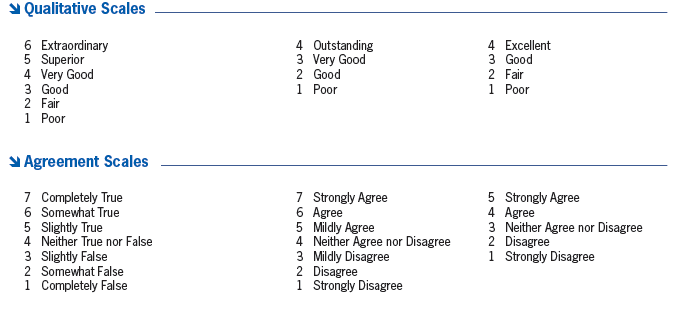 Qualitative Scales
6 Extraordinary
5 Superior
4 Very Good
3 Good
2 Fair
1 Poor
4 Outstanding
3 Very Good
2 Good
1 Poor
4 Excellent
3 Good
2 Fair
1 Poor
Agreement Scales
7 Completely True
6 Somewhat True
5 Slightly True
4 Neither True nor False
3 Slightly False
2 Somewhat False
1 Completely False
7 Strongly Agree
6 Agree
5 Mildly Agree
4 Neither Agree nor Disagree
3 Mildly Disagree
2 Disagree
1 Strongly Disagree
5 Strongly Agree
4 Agree
3 Neither Agree nor Disagree
2 Disagree
1 Strongly Disagree